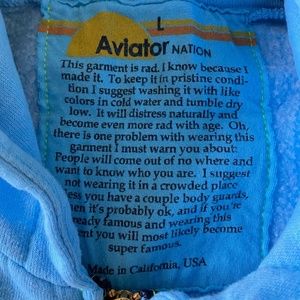 L
Aviator NATION
This garment is rad. I know because I
made it. To keep it in pristine condi
tion I suggest washing it with like
colors in cold water and tumble dry
low. It will distress naturally and
become even more rad with age. Oh,
there is one problem with wearing this
garment I must warn you about:
People will come out of no where and
want to know who you are. I suggest
not wearing it in a crowded place
you have a couple body guards,
it's probably ok, and if you're
famous and wearing this
you will most likely become
super famous.
Made in California, USA